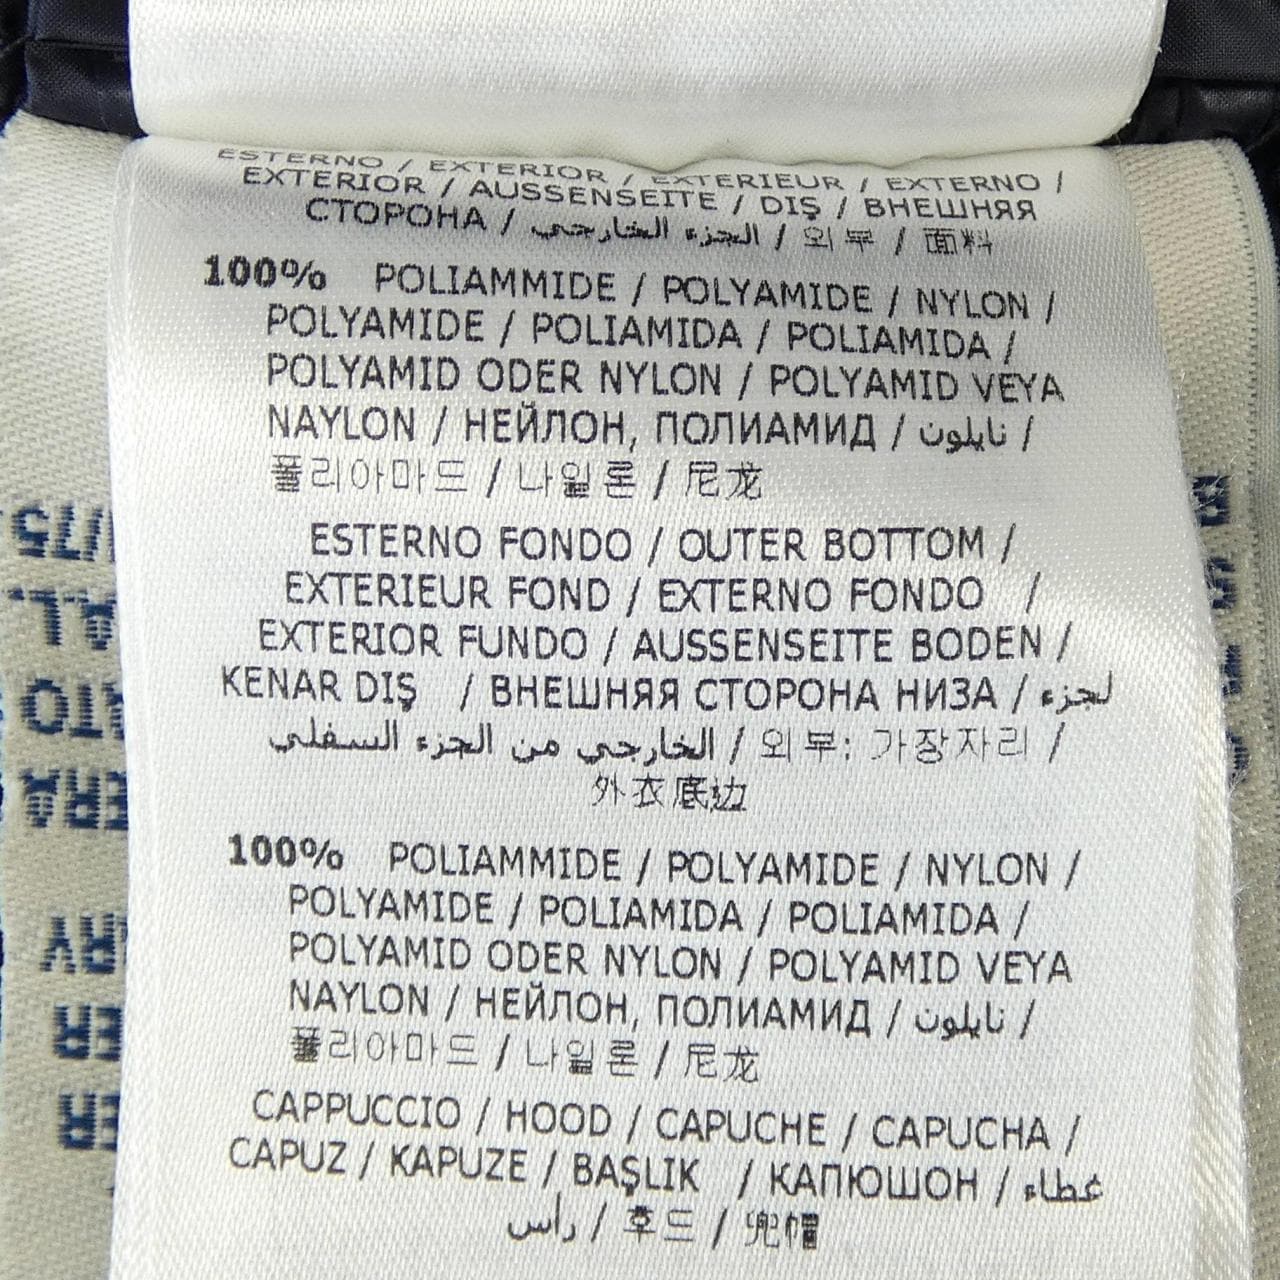 ESTERNO / EXTERIOR / EXTERIEUR / EXTERNO /
EXTERIOR / AUSSENSEITE / DIŞ / ВНЕШНЯЯ
СТОРОНА / الجزء الخارجي / 외부 / 面料
100% POLIAMMIDE / POLYAMIDE / NYLON /
POLYAMIDE / POLIAMIDA / POLIAMIDA /
POLYAMID ODER NYLON / POLYAMID VEYA
NAYLON / НЕЙЛОН, ПОЛИАМИД / نايلون /
폴리아마드 / 나일론 / 尼龙
ESTERNO FONDO / OUTER BOTTOM /
EXTERIEUR FOND / EXTERNO FONDO /
EXTERIOR FUNDO / AUSSENSEITE BODEN /
KENAR DIŞ / ВНЕШНЯЯ СТОРОНА НИЗА / لجزء
الخارجي من الجزء السفلي / 외부: 가장자리 /
外衣底边
100% POLIAMMIDE / POLYAMIDE / NYLON /
POLYAMIDE / POLIAMIDA / POLIAMIDA /
POLYAMID ODER NYLON / POLYAMID VEYA
NAYLON / НЕЙЛОН, ПОЛИАМИД / نايلون /
폴리아마드 / 나일론 / 尼龙
CAPPUCCIO / HOOD / CAPUCHE / CAPUCHA /
CAPUZ / KAPUZE / BAŞLIK / КАПЮШОН / غطاء
رأس / 후드 / 兜帽